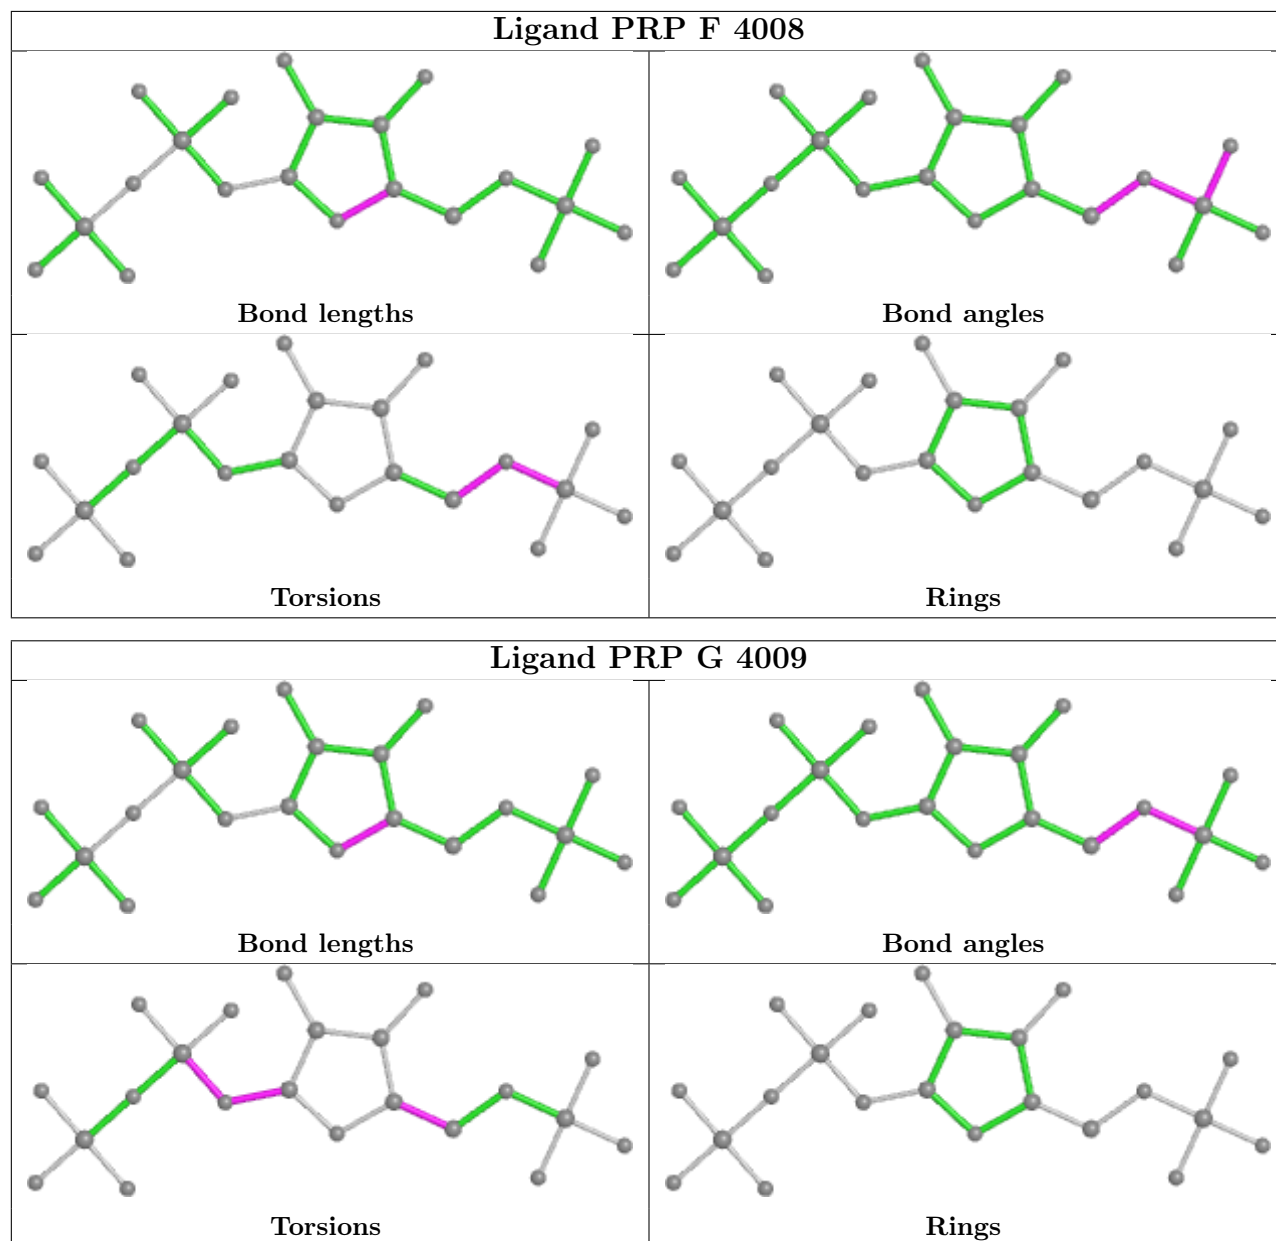 Ligand PRP F 4008
Bond lengths
Bond angles
Torsions
Rings
Ligand PRP G 4009
Bond lengths
Bond angles
Torsions
Rings